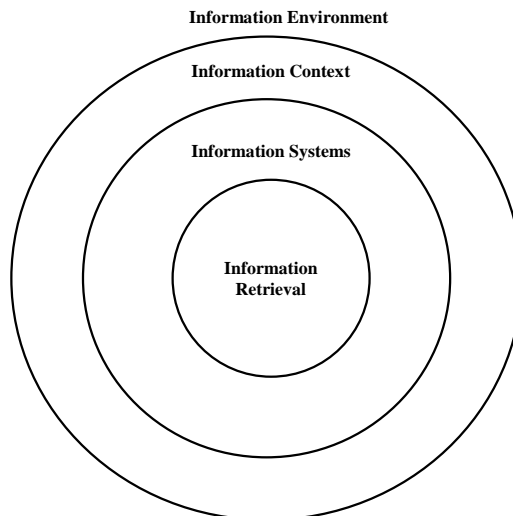 Information Environment
Information Context
Information Systems
Information
Retrieval